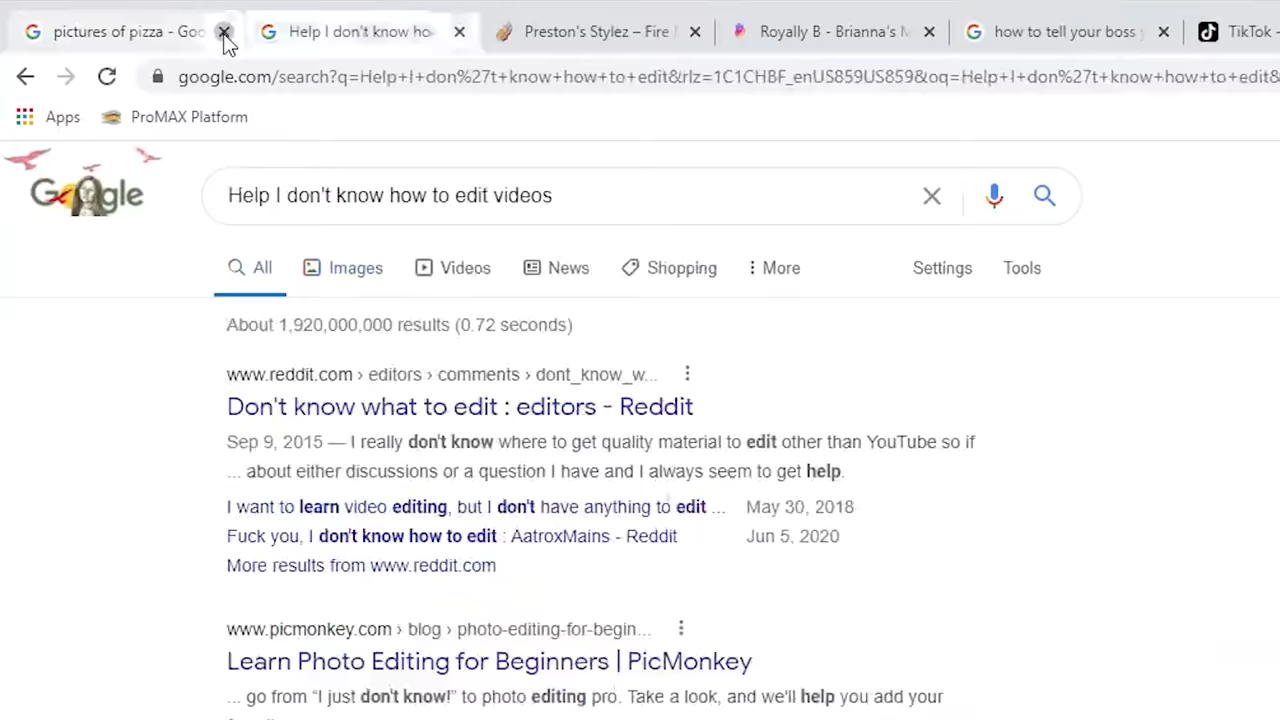 pictures of pizza - Goo
Help I don't know ho
Preston's Stylez – Fire
Royally B - Brianna's
how to tell your boss
TikTok -
google.com/search?q=Help+I+don%27t+know+how+to+edit&rlz=1C1CHBF_enUS859US859&oq=Help+I+don%27t+know+how+to+edit&
Apps
ProMAX Platform
Google
Help I don't know how to edit videos
All
Images
Videos
News
Shopping
More
Settings
Tools
About 1,920,000,000 results (0.72 seconds)
www.reddit.com › editors › comments › dont_know_w...
Don't know what to edit : editors - Reddit
Sep 9, 2015 — I really don't know where to get quality material to edit other than YouTube so if
... about either discussions or a question I have and I always seem to get help.
I want to learn video editing, but I don't have anything to edit ... May 30, 2018
Fuck you, I don't know how to edit : AatroxMains - Reddit Jun 5, 2020
More results from www.reddit.com
www.picmonkey.com › blog › photo-editing-for-begin...
Learn Photo Editing for Beginners | PicMonkey
... go from “I just don't know!” to photo editing pro. Take a look, and we'll help you add your